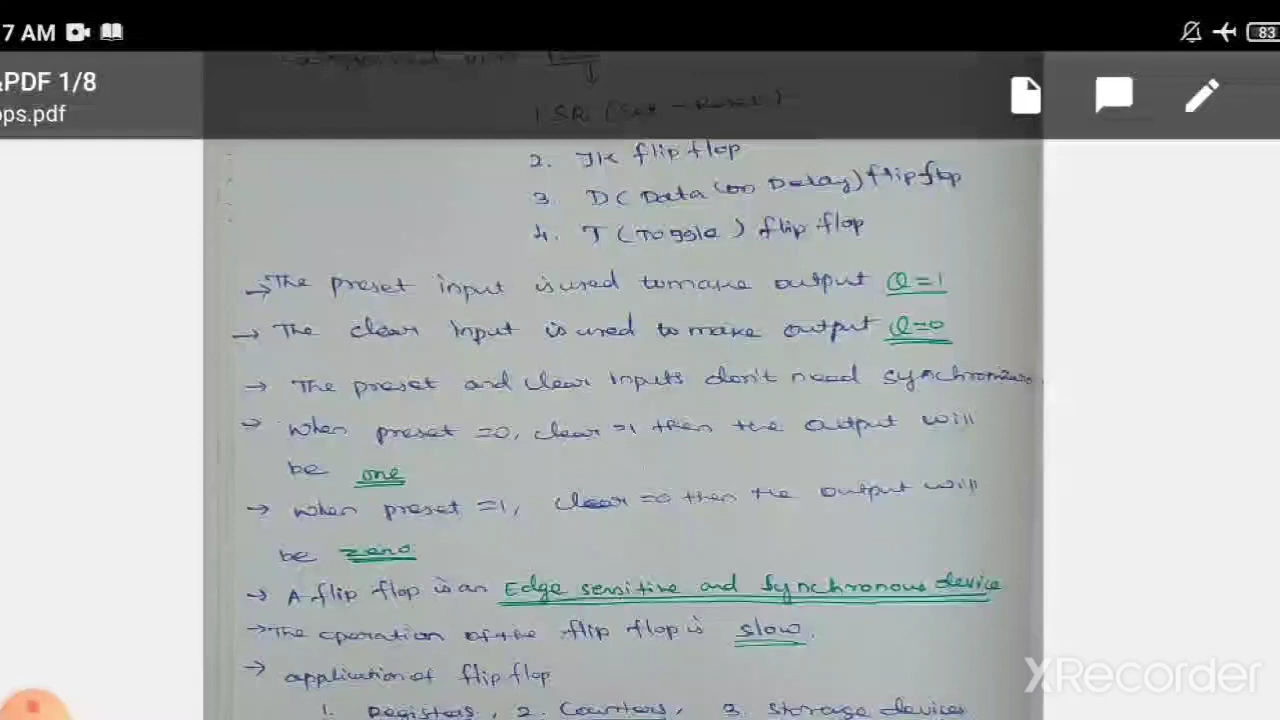 7 AM
83
PDF 1/8
ops.pdf
1 SR (Set - Reset)
2. JK flip flop
3. D( Data (or) Delay) flip flop
4. T (Toggle) flip flop
→ The preset input is used to make output Q=1
→ The clear input is used to make output Q=0
→ The preset and clear inputs don't need
→ when preset =0, clear =1 then the output will
be one
→ when preset =1, clear =0 then the output will
be zero
→ A flip flop is an Edge sensitive and Synchronous device
→ The operation of the flip flop is slow.
→ application of flip flop
1. Registers, 2. Counters, 3. Storage devices
XRecorder